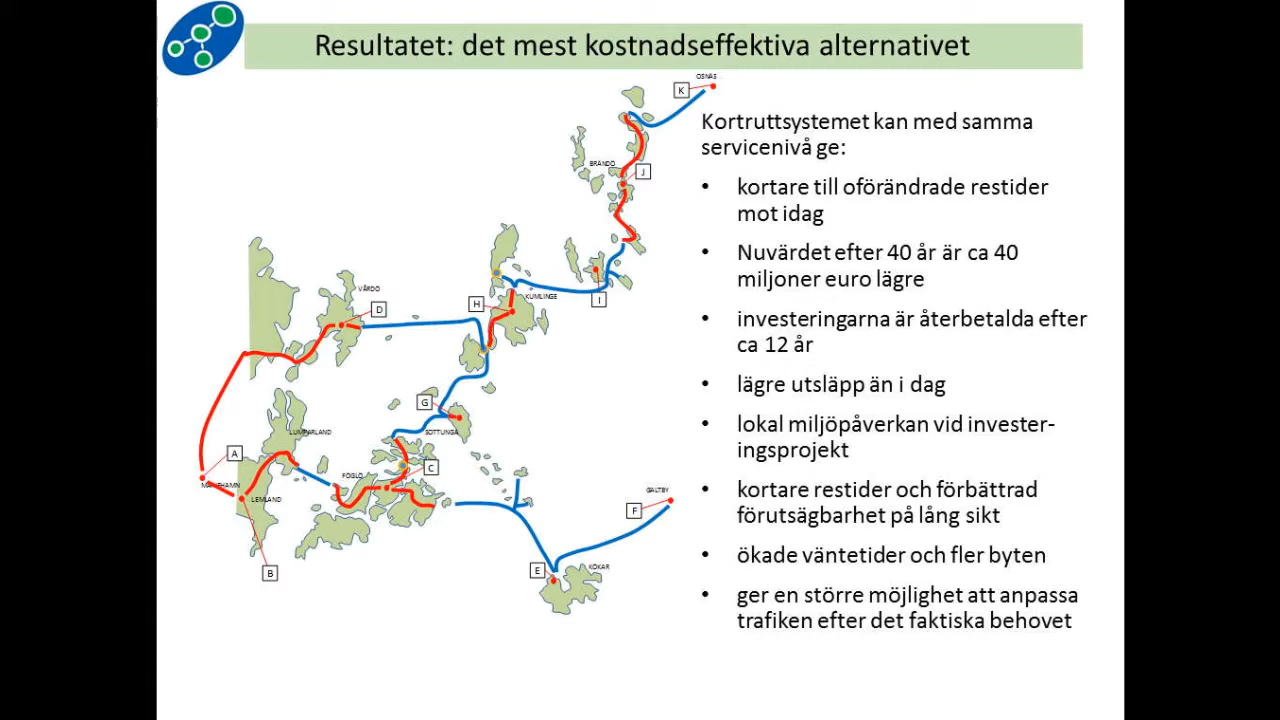 Resultatet: det mest kostnadseffektiva alternativet
OSNÄS
K
Kortruttsystemet kan med samma
servicenivå ge:
BRÄNDÖ
J
• kortare till oförändrade restider
mot idag
• Nuvärdet efter 40 år är ca 40
miljoner euro lägre
VÅRDÖ
D
H
KUMLINGE
I
• investeringarna är återbetalda efter
ca 12 år
• lägre utsläpp än i dag
G
• lokal miljöpåverkan vid invester-
ingsprojekt
LUMPARLAND
SOTTUNGA
A
C
FÖGLÖ
LEMLAND
GALTBY
F
• kortare restider och förbättrad
förutsägbarhet på lång sikt
• ökade väntetider och fler byten
B
E
KÖKAR
• ger en större möjlighet att anpassa
trafiken efter det faktiska behovet